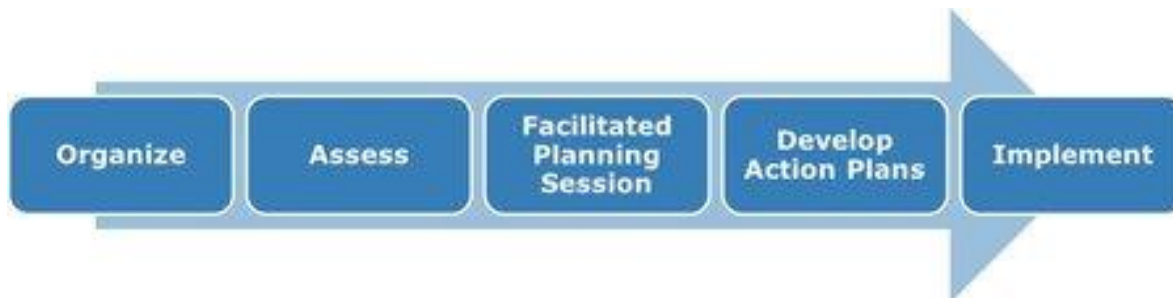 Organize
Assess
Facilitated
Planning
Session
Develop
Action Plans
Implement